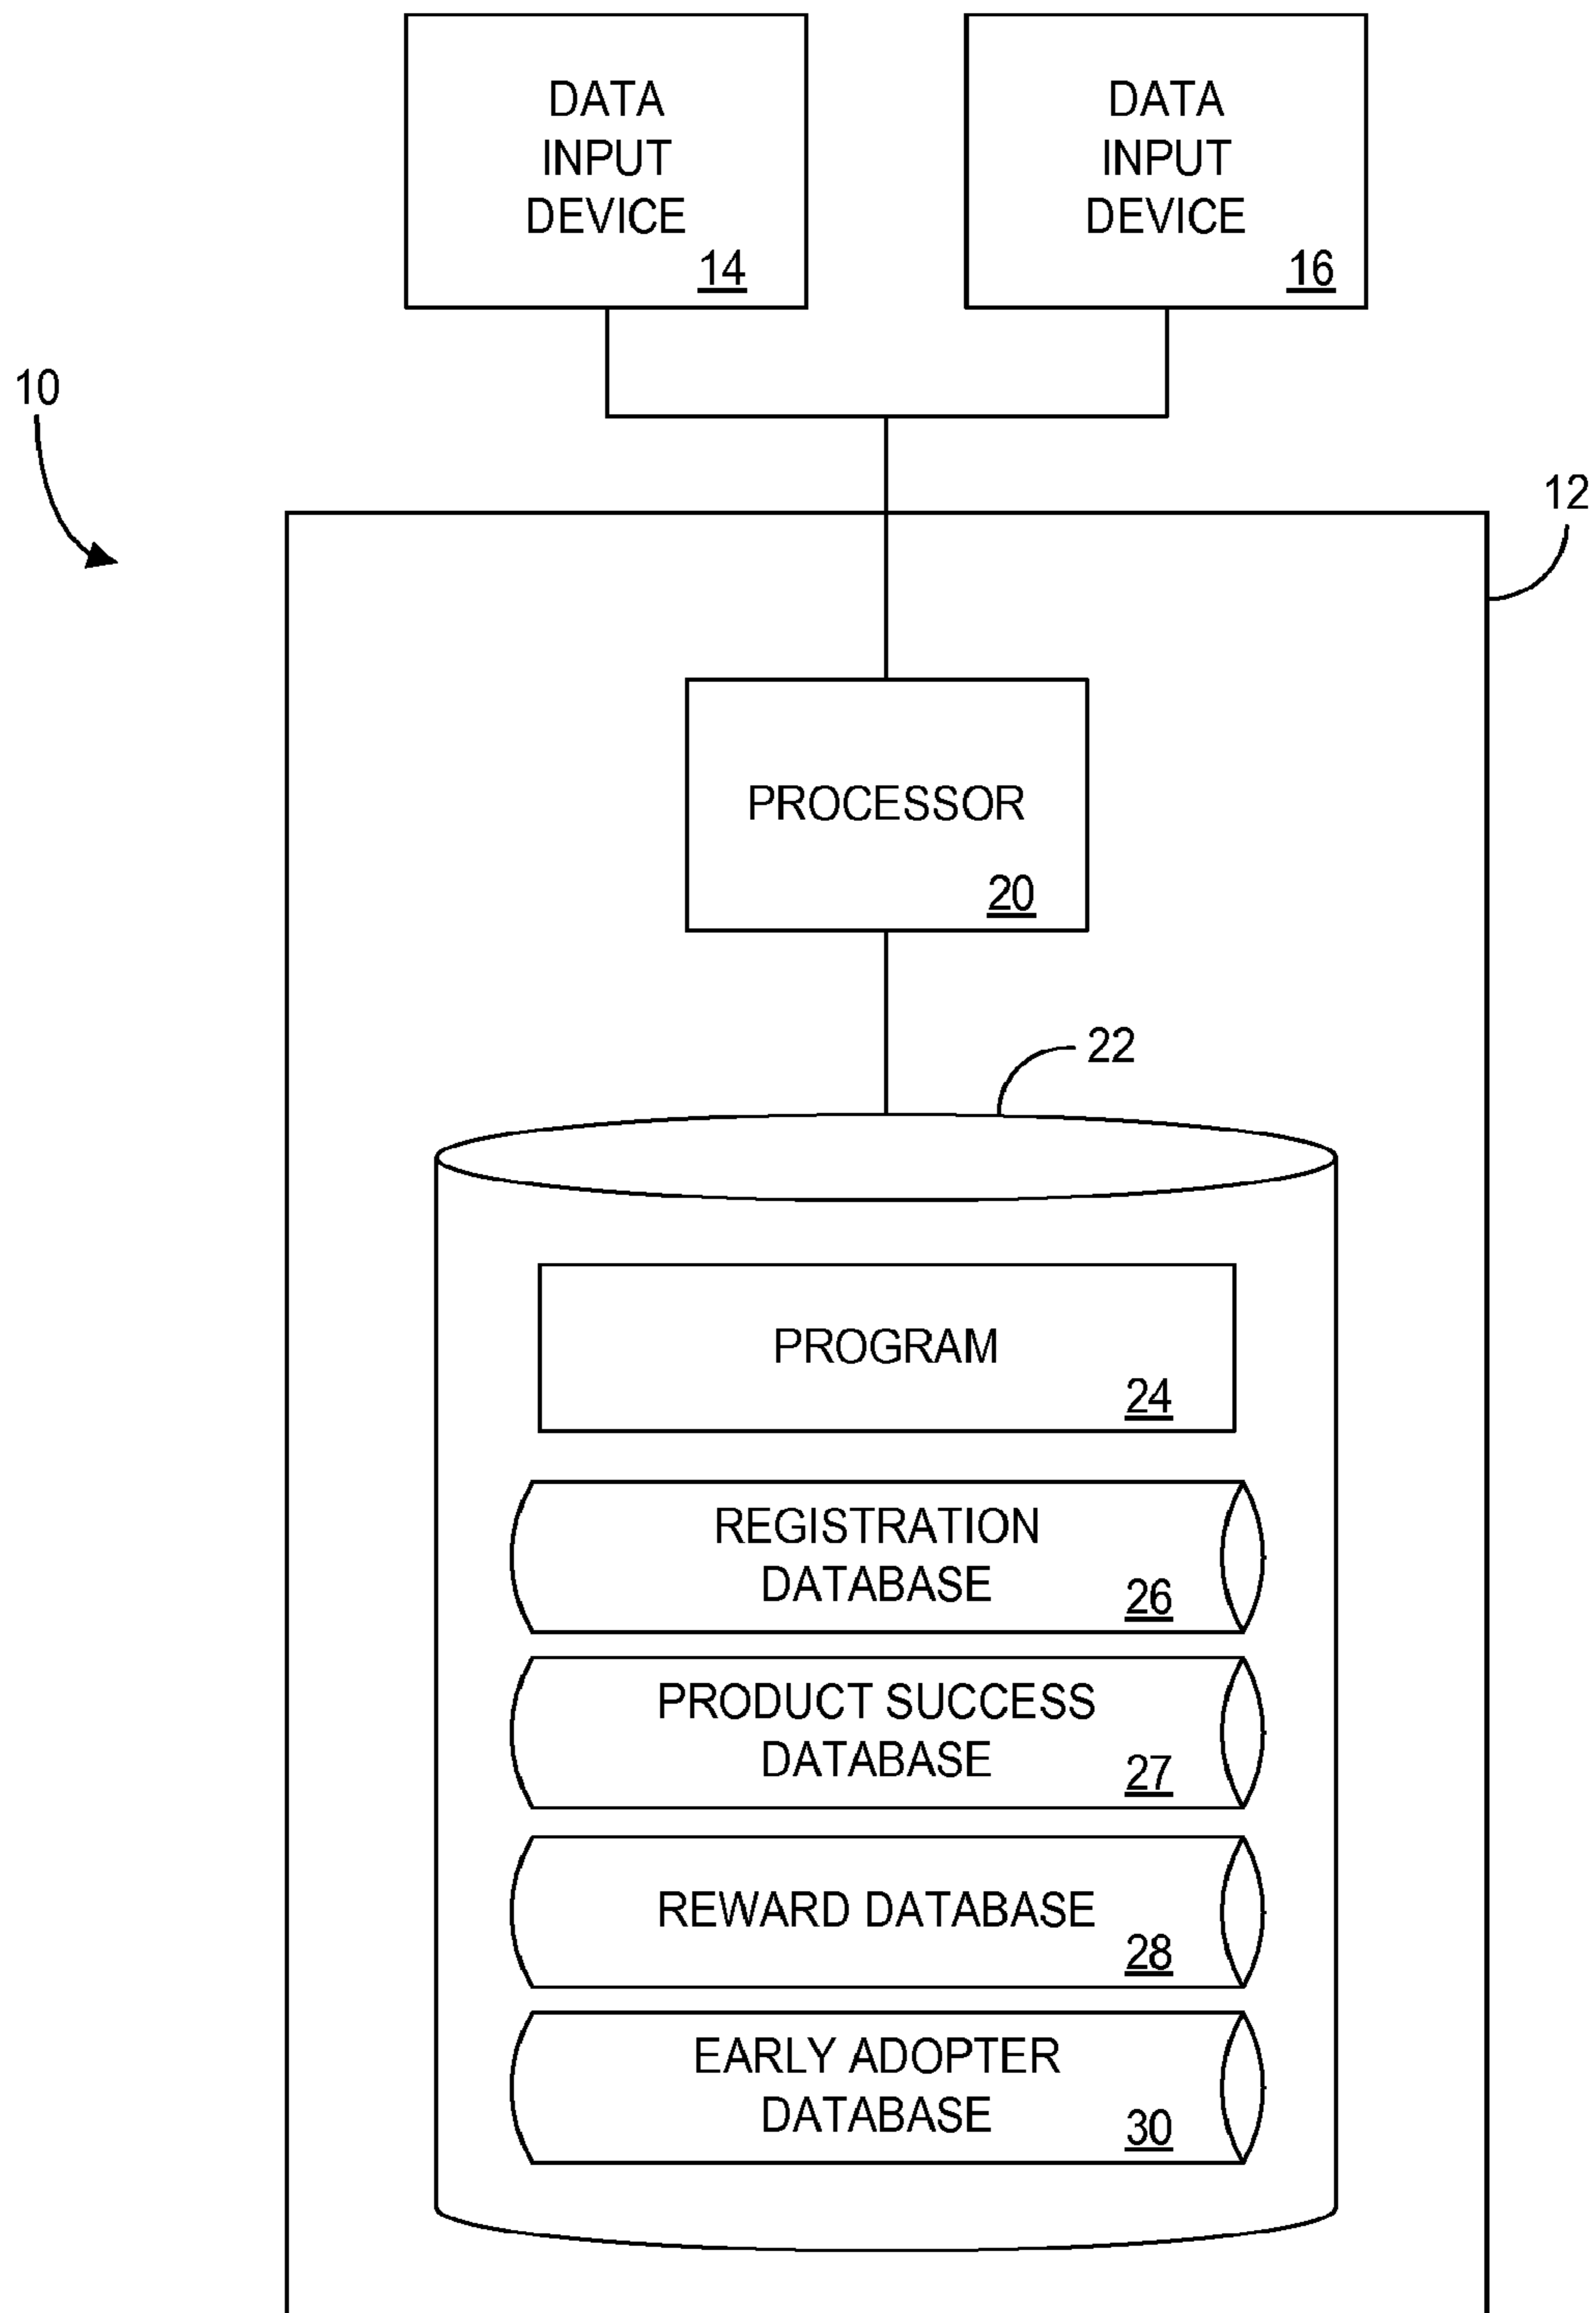 DATA
INPUT
DEVICE
14
DATA
INPUT
DEVICE
16
10
12
PROCESSOR
20
22
PROGRAM
24
REGISTRATION
DATABASE
26
PRODUCT SUCCESS
DATABASE
27
REWARD DATABASE
28
EARLY ADOPTER
DATABASE
30